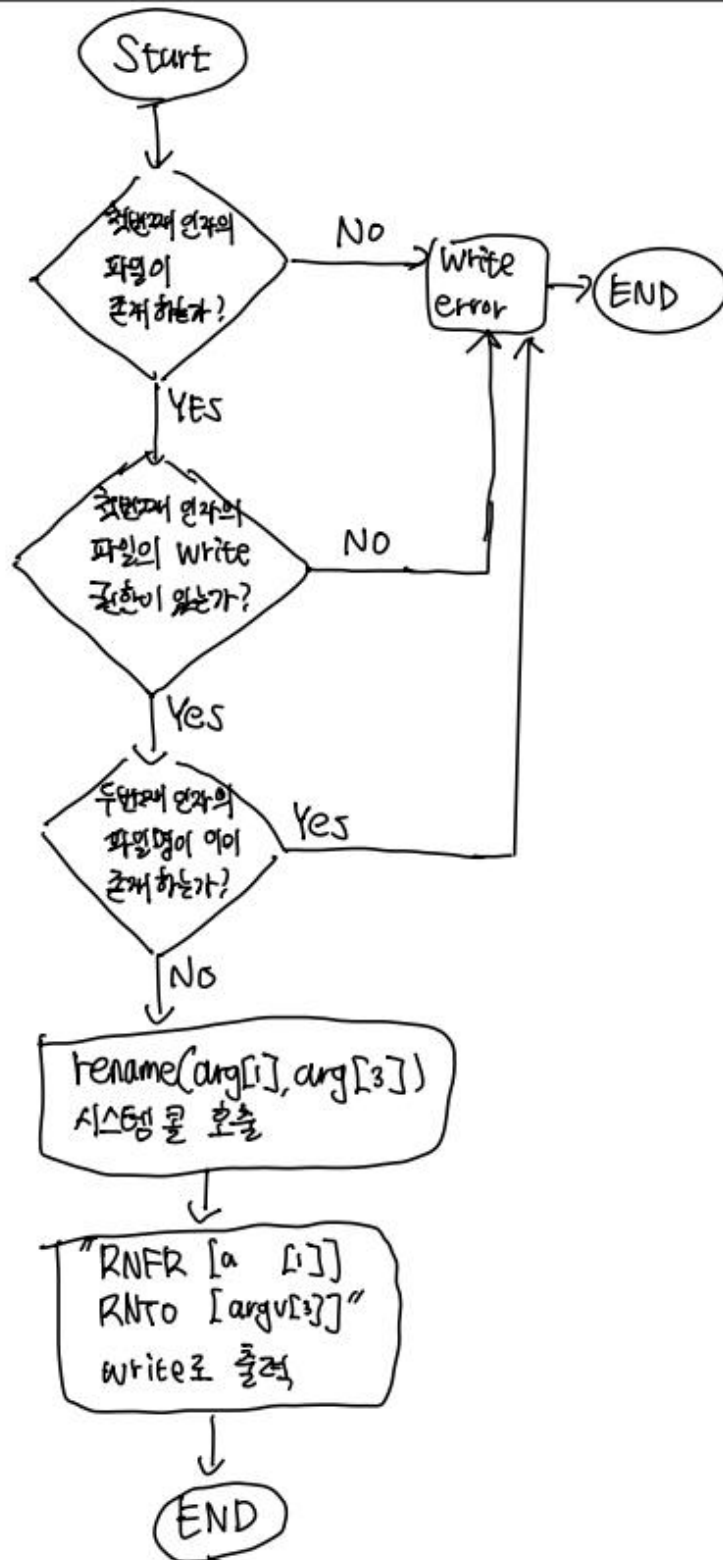 Start
첫번째 인자의
파일이
존재하는가?
NO
write
error
END
YES
첫번째 인자의
파일의 write
권한이 있는가?
NO
Yes
두번째 인자의
파일명이 이미
존재하는가?
Yes
No
rename(arg[1], arg[3])
시스템 콜 호출
"RNFR [a [1]]
RNTO [argv[3]]"
write로 출력
END